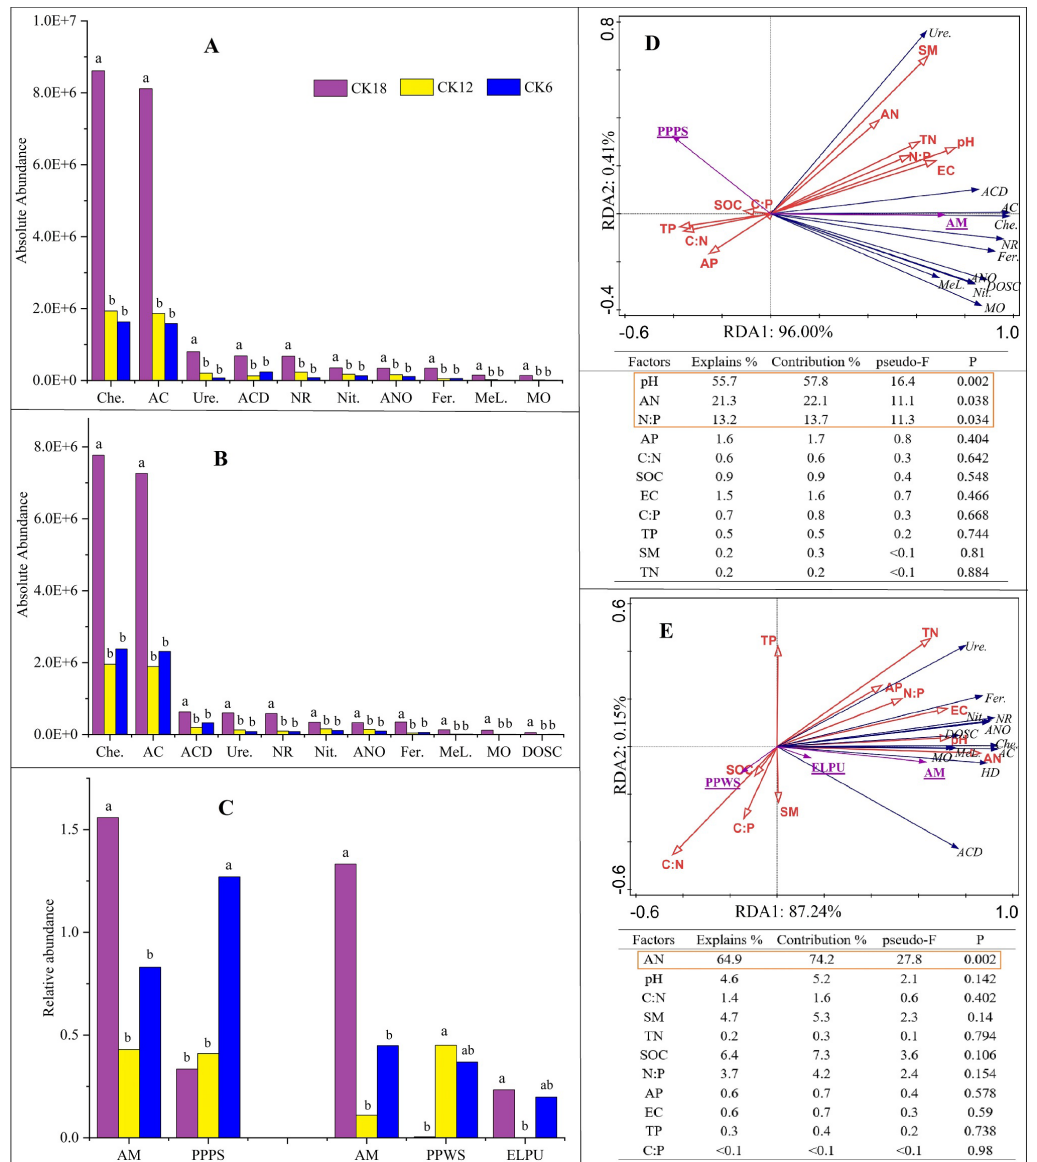 A
1.0E+7
8.0E+6
6.0E+6
4.0E+6
2.0E+6
0.0E+0
Absolute Abundance
CK18 CK12 CK6
a b b a b b a b b a b b a b b a b b a b b a b b a b b a b b
Che. AC Ure. ACD NR Nit. ANO Fer. MeL. MO
B
8.0E+6
6.0E+6
4.0E+6
2.0E+6
0.0E+0
Absolute Abundance
a b b a b b a b b a b b a b b a b b a b b a b b a b b a b b a b b
Che. AC ACD Ure. NR Nit. ANO Fer. MeL. MO DOSC
C
1.5
1.0
0.5
0.0
Relative abundance
a b b b b a a b b b a ab a b ab
AM PPPS AM PPWS ELPU
D
0.8
-0.4
RDA2: 0.41%
Ure.
SM
AN
PPPS
TN
pH
N:P
EC
ACD
SOC
C:P
AC
AM
Che.
TP
C:N
NR
Fer.
AP
ANO
MeL.
DOSC
Nit.
MO
-0.6 RDA1: 96.00% 1.0
Factors Explains % Contribution % pseudo-F P
pH 55.7 57.8 16.4 0.002
AN 21.3 22.1 11.1 0.038
N:P 13.2 13.7 11.3 0.034
AP 1.6 1.7 0.8 0.404
C:N 0.6 0.6 0.3 0.642
SOC 0.9 0.9 0.4 0.548
EC 1.5 1.6 0.7 0.466
C:P 0.7 0.8 0.3 0.668
TP 0.5 0.5 0.2 0.744
SM 0.2 0.3 <0.1 0.81
TN 0.2 0.2 <0.1 0.884
E
0.6
-0.6
RDA2: 0.15%
TP
TN
Ure.
AP
N:P
Fer.
EC
Nit.
NR
ANO
DOSC
pH
Che.
MO
MeL.
AC
AN
SOC
ELPU
PPWS
AM
HD
SM
C:P
ACD
C:N
-0.6 RDA1: 87.24% 1.0
Factors Explains % Contribution % pseudo-F P
AN 64.9 74.2 27.8 0.002
pH 4.6 5.2 2.1 0.142
C:N 1.4 1.6 0.6 0.402
SM 4.7 5.3 2.3 0.14
TN 0.2 0.3 0.1 0.794
SOC 6.4 7.3 3.6 0.106
N:P 3.7 4.2 2.4 0.154
AP 0.6 0.7 0.4 0.578
EC 0.6 0.7 0.3 0.59
TP 0.3 0.4 0.2 0.738
C:P <0.1 <0.1 <0.1 0.98